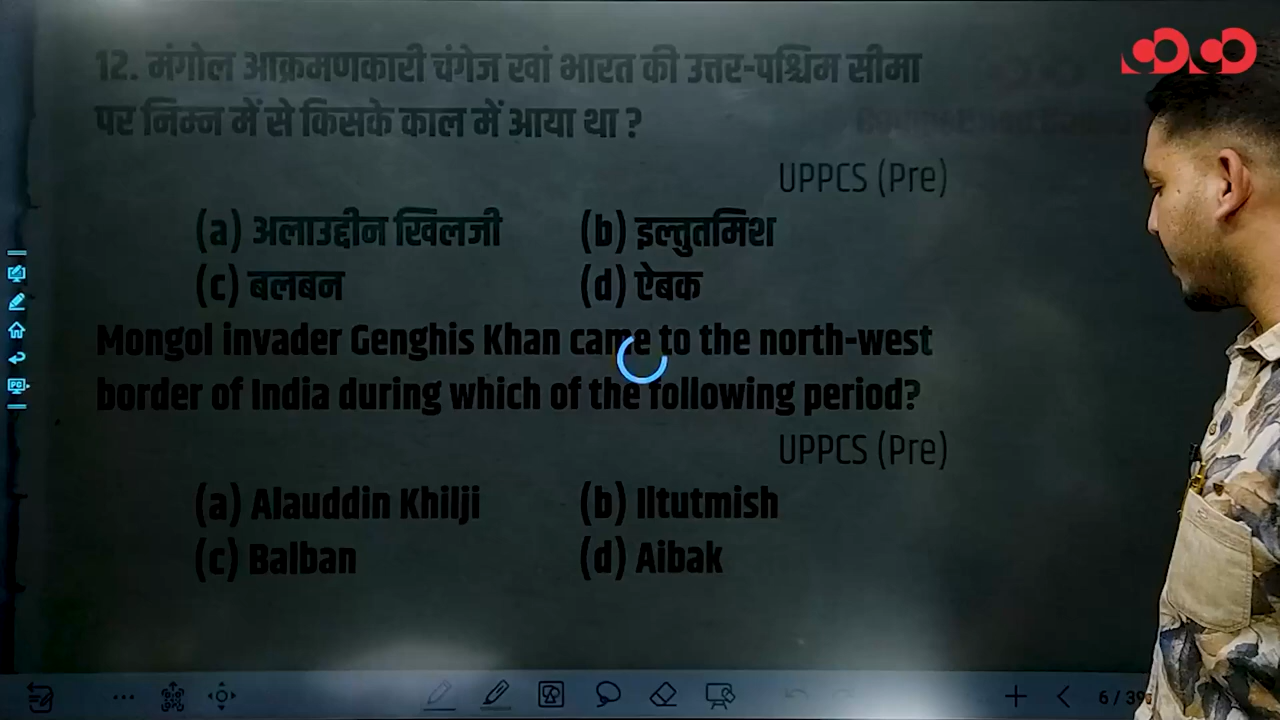 12. मंगोल आक्रमणकारी चंगेज खां भारत की उत्तर-पश्चिम सीमा
पर निम्न में से किसके काल में आया था ?
UPPCS (Pre)
(a) अलाउद्दीन खिलजी (b) इल्तुतमिश
(c) बलबन (d) ऐबक
Mongol invader Genghis Khan came to the north-west
border of India during which of the following period?
UPPCS (Pre)
(a) Alauddin Khilji (b) Iltutmish
(c) Balban (d) Aibak
6 / 39